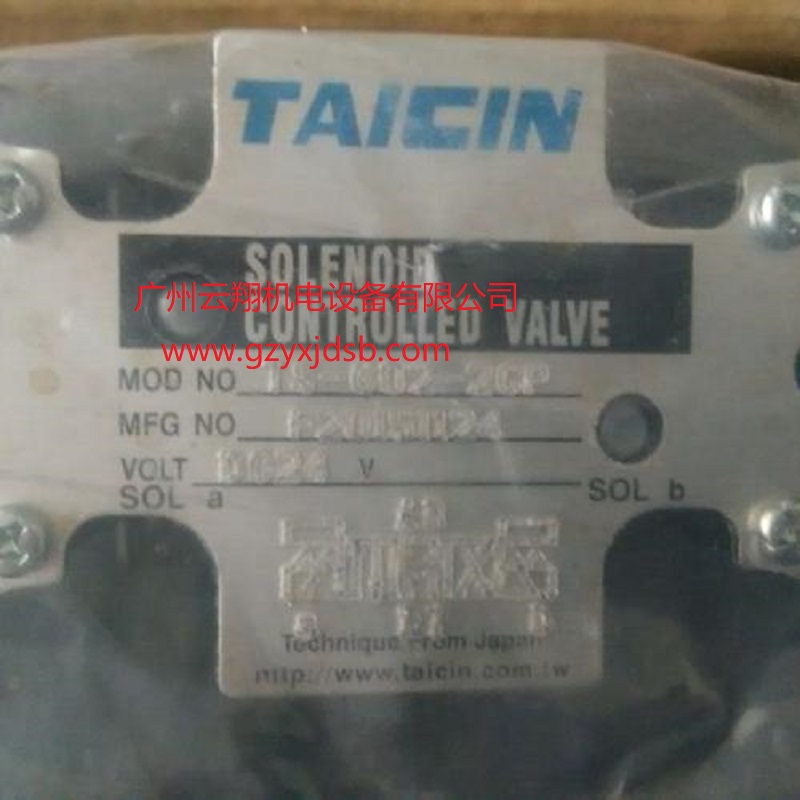 TAICIN
SOLENOID
广州云翔机电设备有限公司
CONTROLLED VALVE
www.gzyxjdsb.com
MOD NO
MFG NO
VOLT DC24 V
SOL a
SOL b
Technique From Japan
http://www.taicin.com.tw